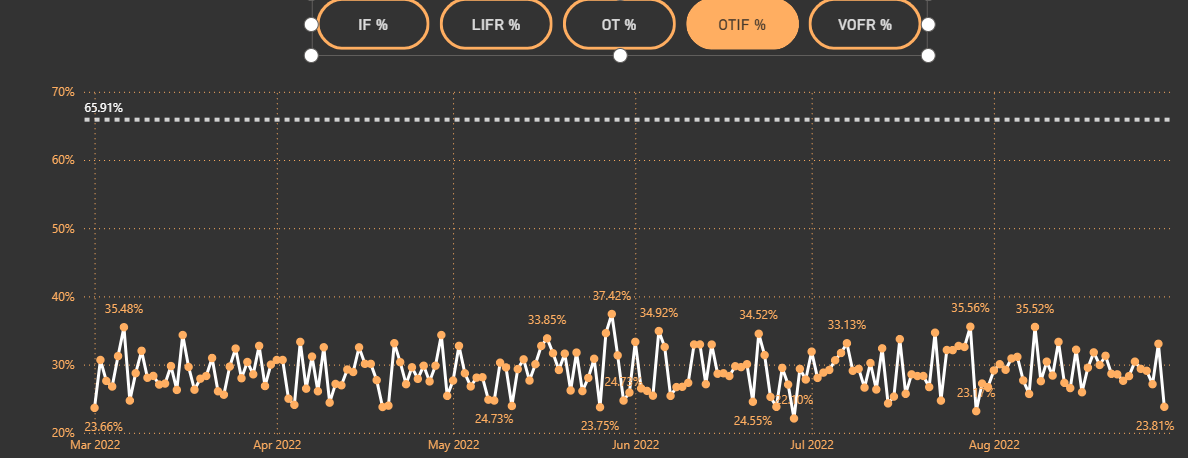 IF % LIFR % OT % OTIF % VOFR %
70%
65.91%
60%
50%
40%
37.42%
35.48% 33.85% 34.92% 34.52% 33.13% 35.56% 35.52%
30%
24.73%
23.66% 24.73% 23.75% 24.55% 23.81%
20%
Mar 2022 Apr 2022 May 2022 Jun 2022 Jul 2022 Aug 2022